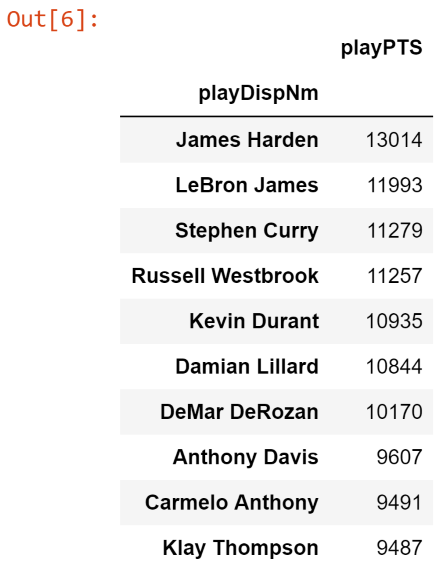 Out[6]:
playPTS
playDispNm
James Harden 13014
LeBron James 11993
Stephen Curry 11279
Russell Westbrook 11257
Kevin Durant 10935
Damian Lillard 10844
DeMar DeRozan 10170
Anthony Davis 9607
Carmelo Anthony 9491
Klay Thompson 9487